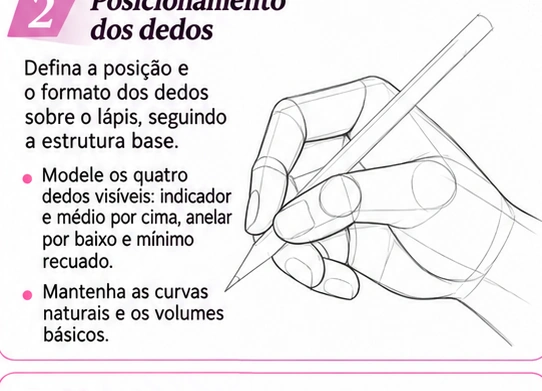 2
Posicionamento
dos dedos
Defina a posição e
o formato dos dedos
sobre o lápis, seguindo
a estrutura base.
Modele os quatro
dedos visíveis: indicador
e médio por cima, anelar
por baixo e mínimo
recuado.
Mantenha as curvas
naturais e os volumes
básicos.